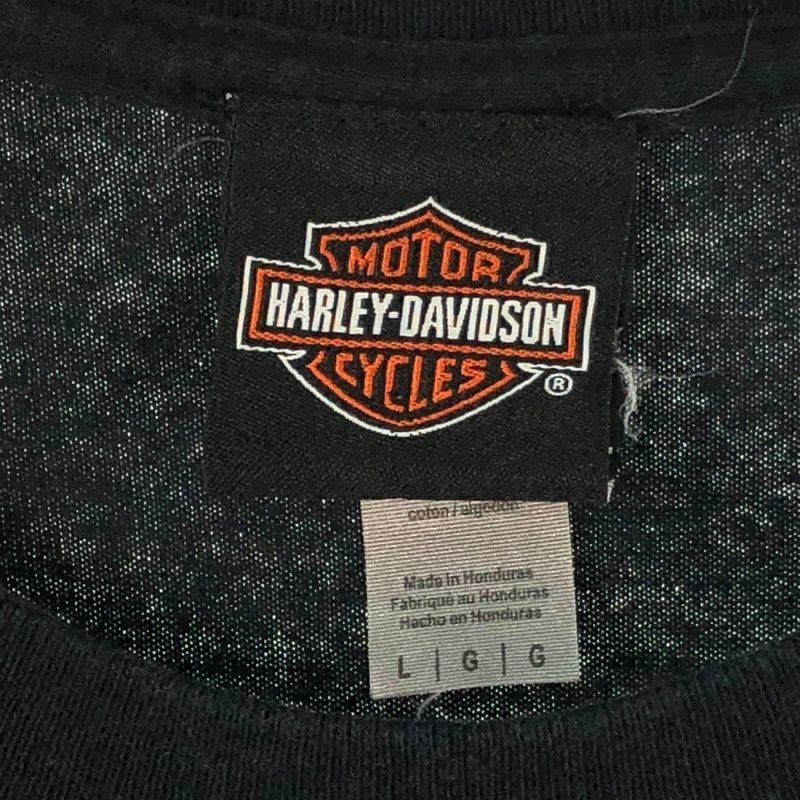 MOTOR
HARLEY-DAVIDSON
CYCLES
®
coton / algodón
Made in Honduras
Fabriqué au Honduras
Hecho en Honduras
L | G | G